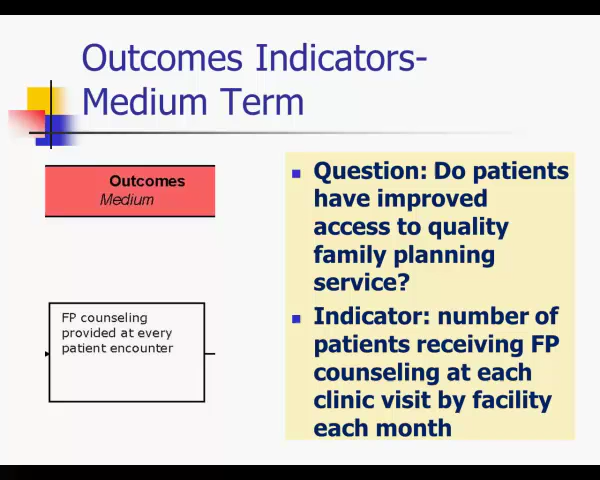 Outcomes Indicators-
Medium Term
Outcomes
Medium
FP counseling
provided at every
patient encounter
Question: Do patients
have improved
access to quality
family planning
service?
Indicator: number of
patients receiving FP
counseling at each
clinic visit by facility
each month